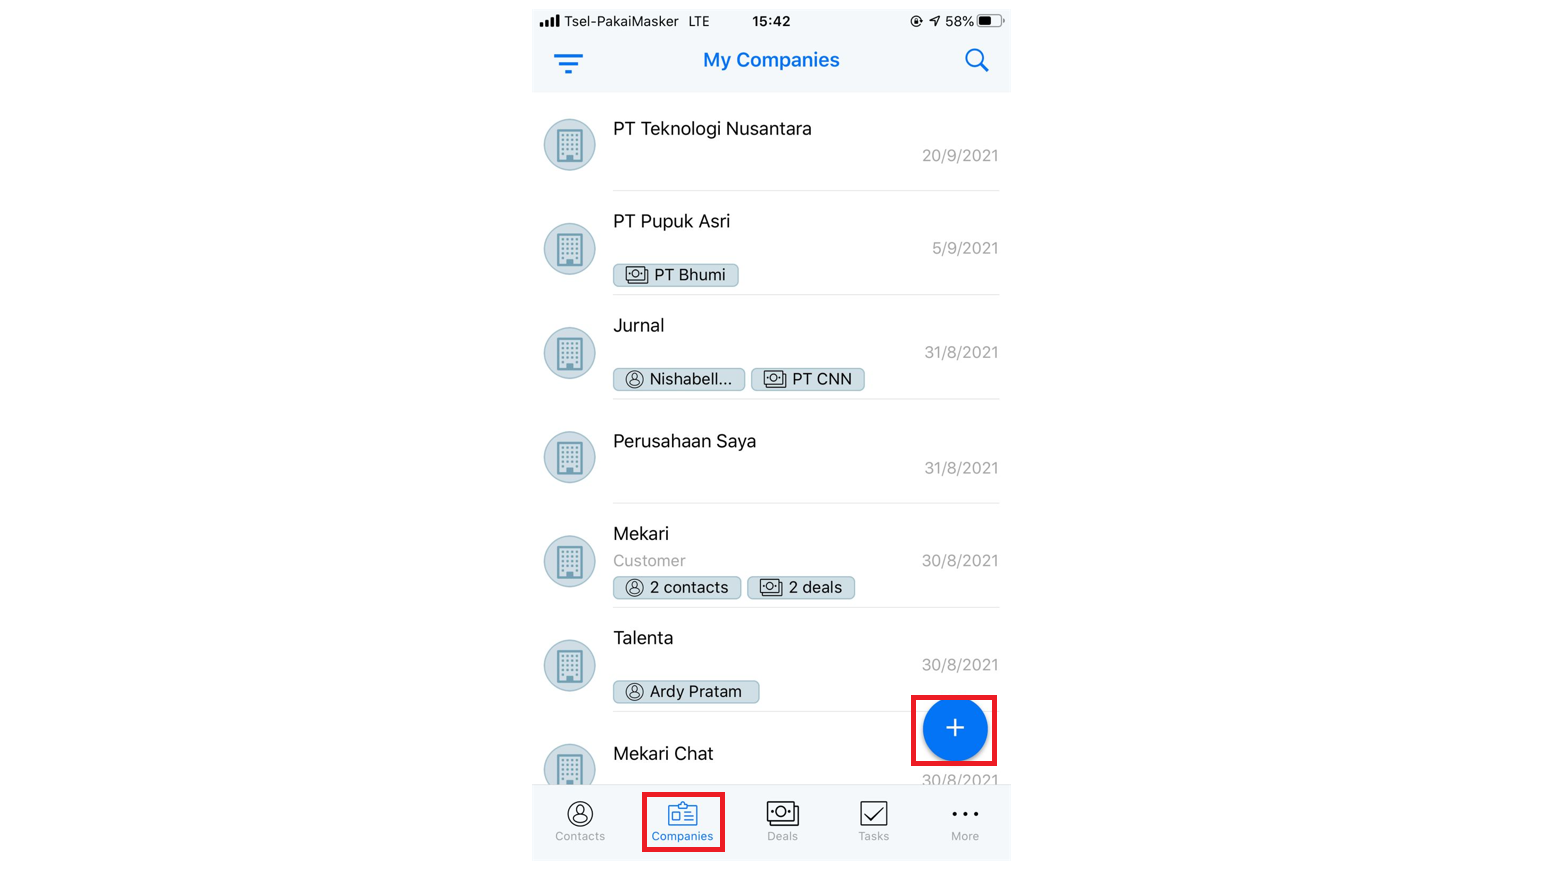 Tsel-PakaiMasker LTE 15:42 58%
My Companies
PT Teknologi Nusantara
20/9/2021
PT Pupuk Asri
5/9/2021
PT Bhumi
Jurnal
31/8/2021
Nishabell... PT CNN
Perusahaan Saya
31/8/2021
Mekari
Customer 30/8/2021
2 contacts 2 deals
Talenta
30/8/2021
Ardy Pratam
Mekari Chat
30/8/2021
Contacts Companies Deals Tasks More